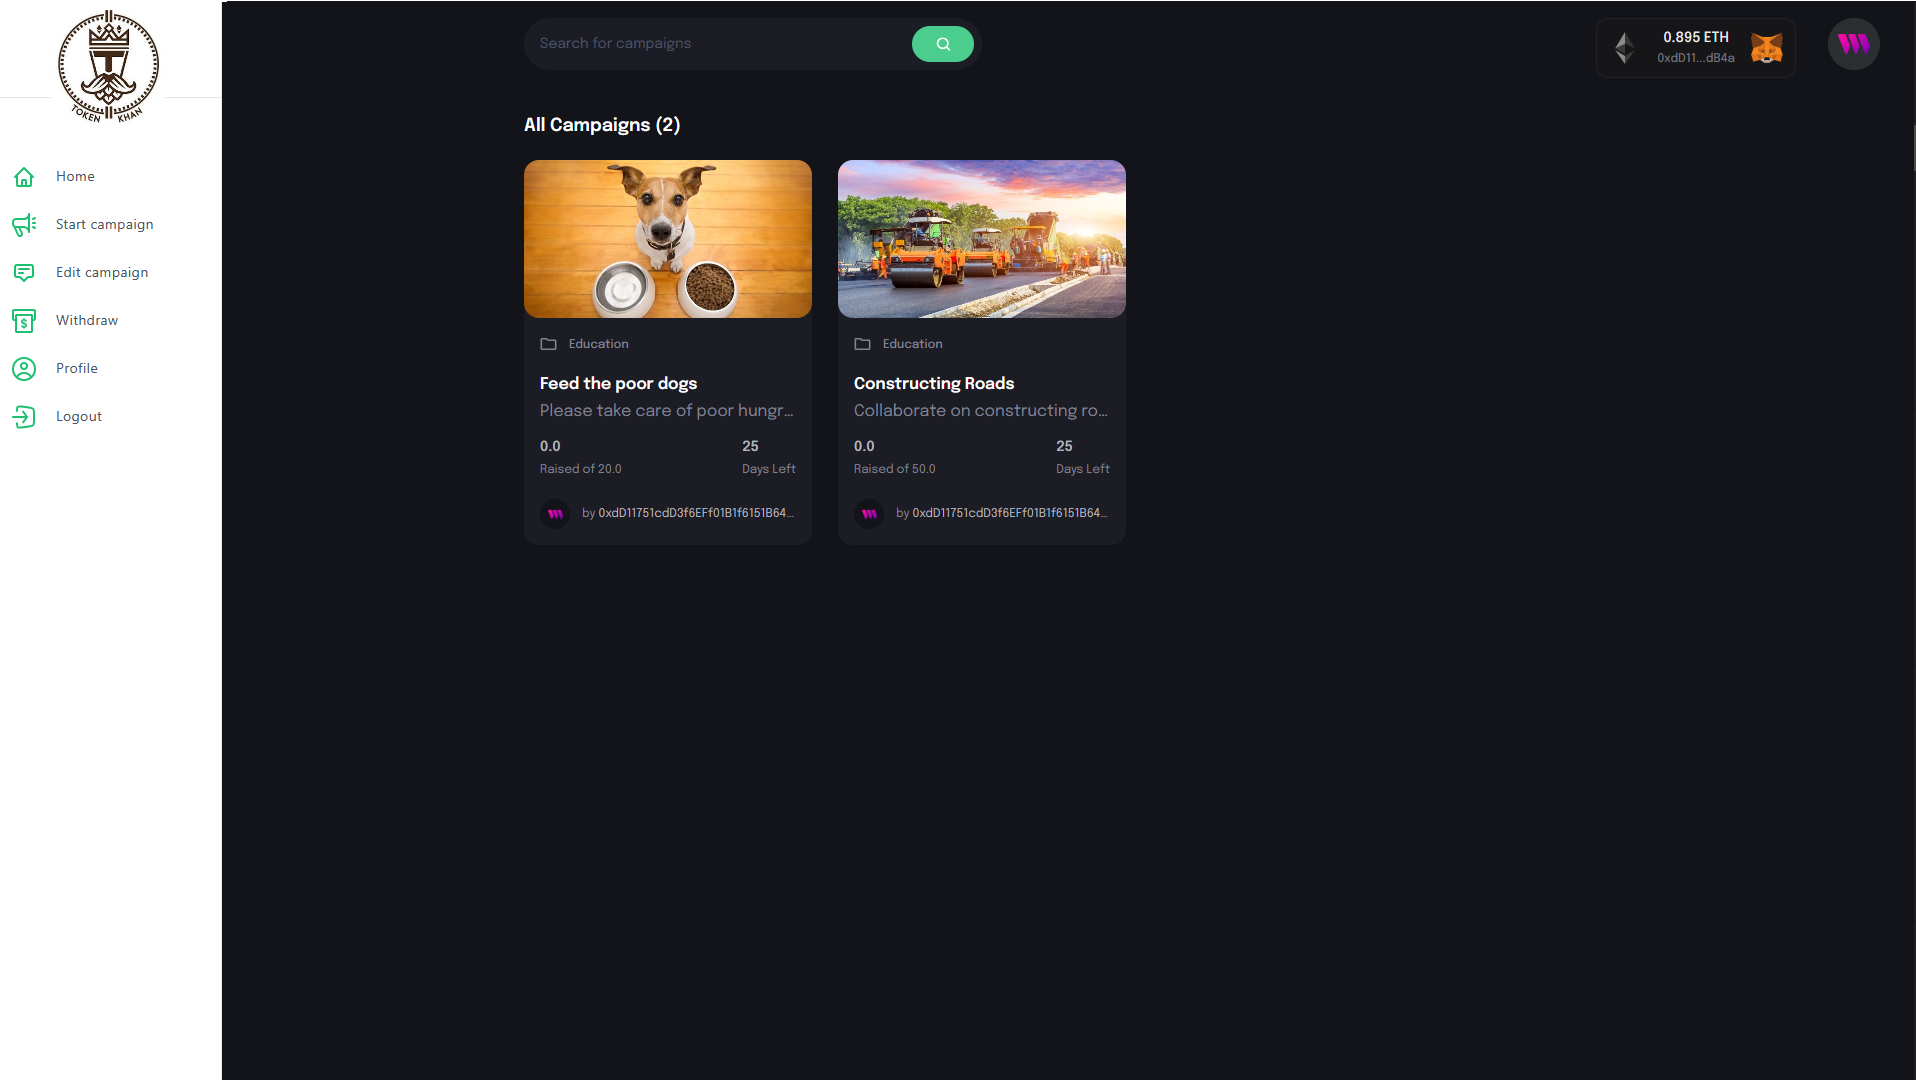 TOKEN KHAN
Home
Start campaign
Edit campaign
Withdraw
Profile
Logout
Search for campaigns
0.895 ETH
0xdD11...dB4a
All Campaigns (2)
Education
Feed the poor dogs
Please take care of poor hungr...
0.0
25
Raised of 20.0
Days Left
by 0xdD11751cdD3f6EFf01B1f6151B64...
Education
Constructing Roads
Collaborate on constructing ro...
0.0
25
Raised of 50.0
Days Left
by 0xdD11751cdD3f6EFf01B1f6151B64...